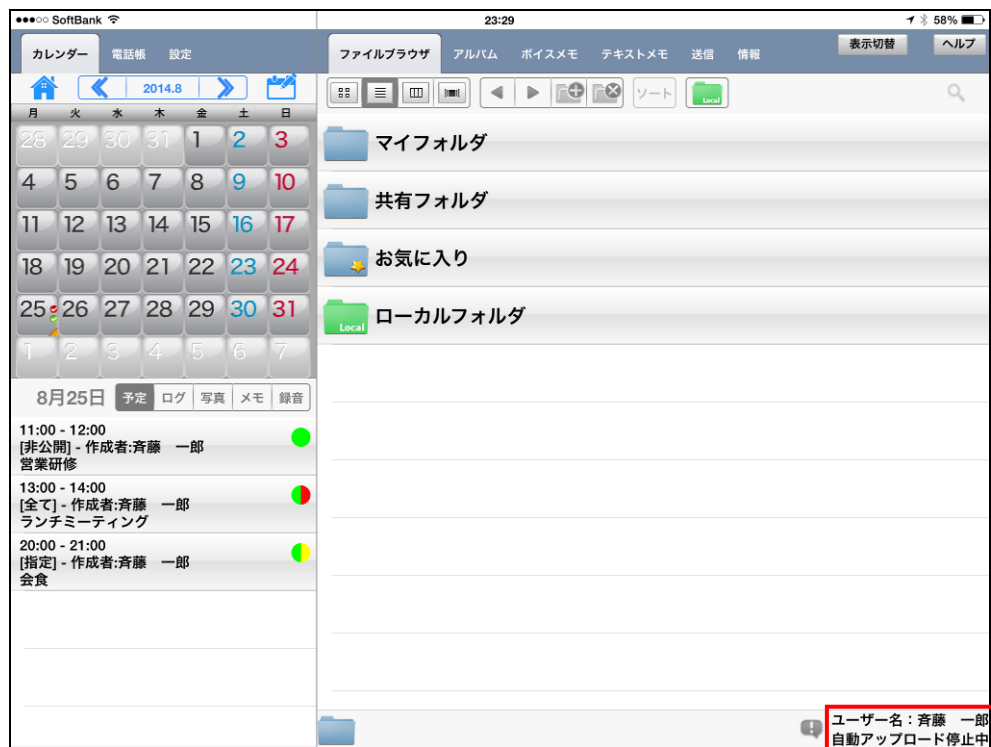 SoftBank
23:29
58%
カレンダー 電話帳 設定
ファイルブラウザ アルバム ボイスメモ テキストメモ 送信 情報 表示切替 ヘルプ
2014.8
月 火 水 木 金 土 日
28 29 30 31 1 2 3
4 5 6 7 8 9 10
11 12 13 14 15 16 17
18 19 20 21 22 23 24
25 26 27 28 29 30 31
1 2 3 4 5 6 7
8月25日 予定 ログ 写真 メモ 録音
11:00 - 12:00
[非公開] - 作成者:斉藤　一郎
営業研修
13:00 - 14:00
[全て] - 作成者:斉藤　一郎
ランチミーティング
20:00 - 21:00
[指定] - 作成者:斉藤　一郎
会食
ソート Local
マイフォルダ
共有フォルダ
お気に入り
Local ローカルフォルダ
ユーザー名：斉藤　一郎
自動アップロード停止中